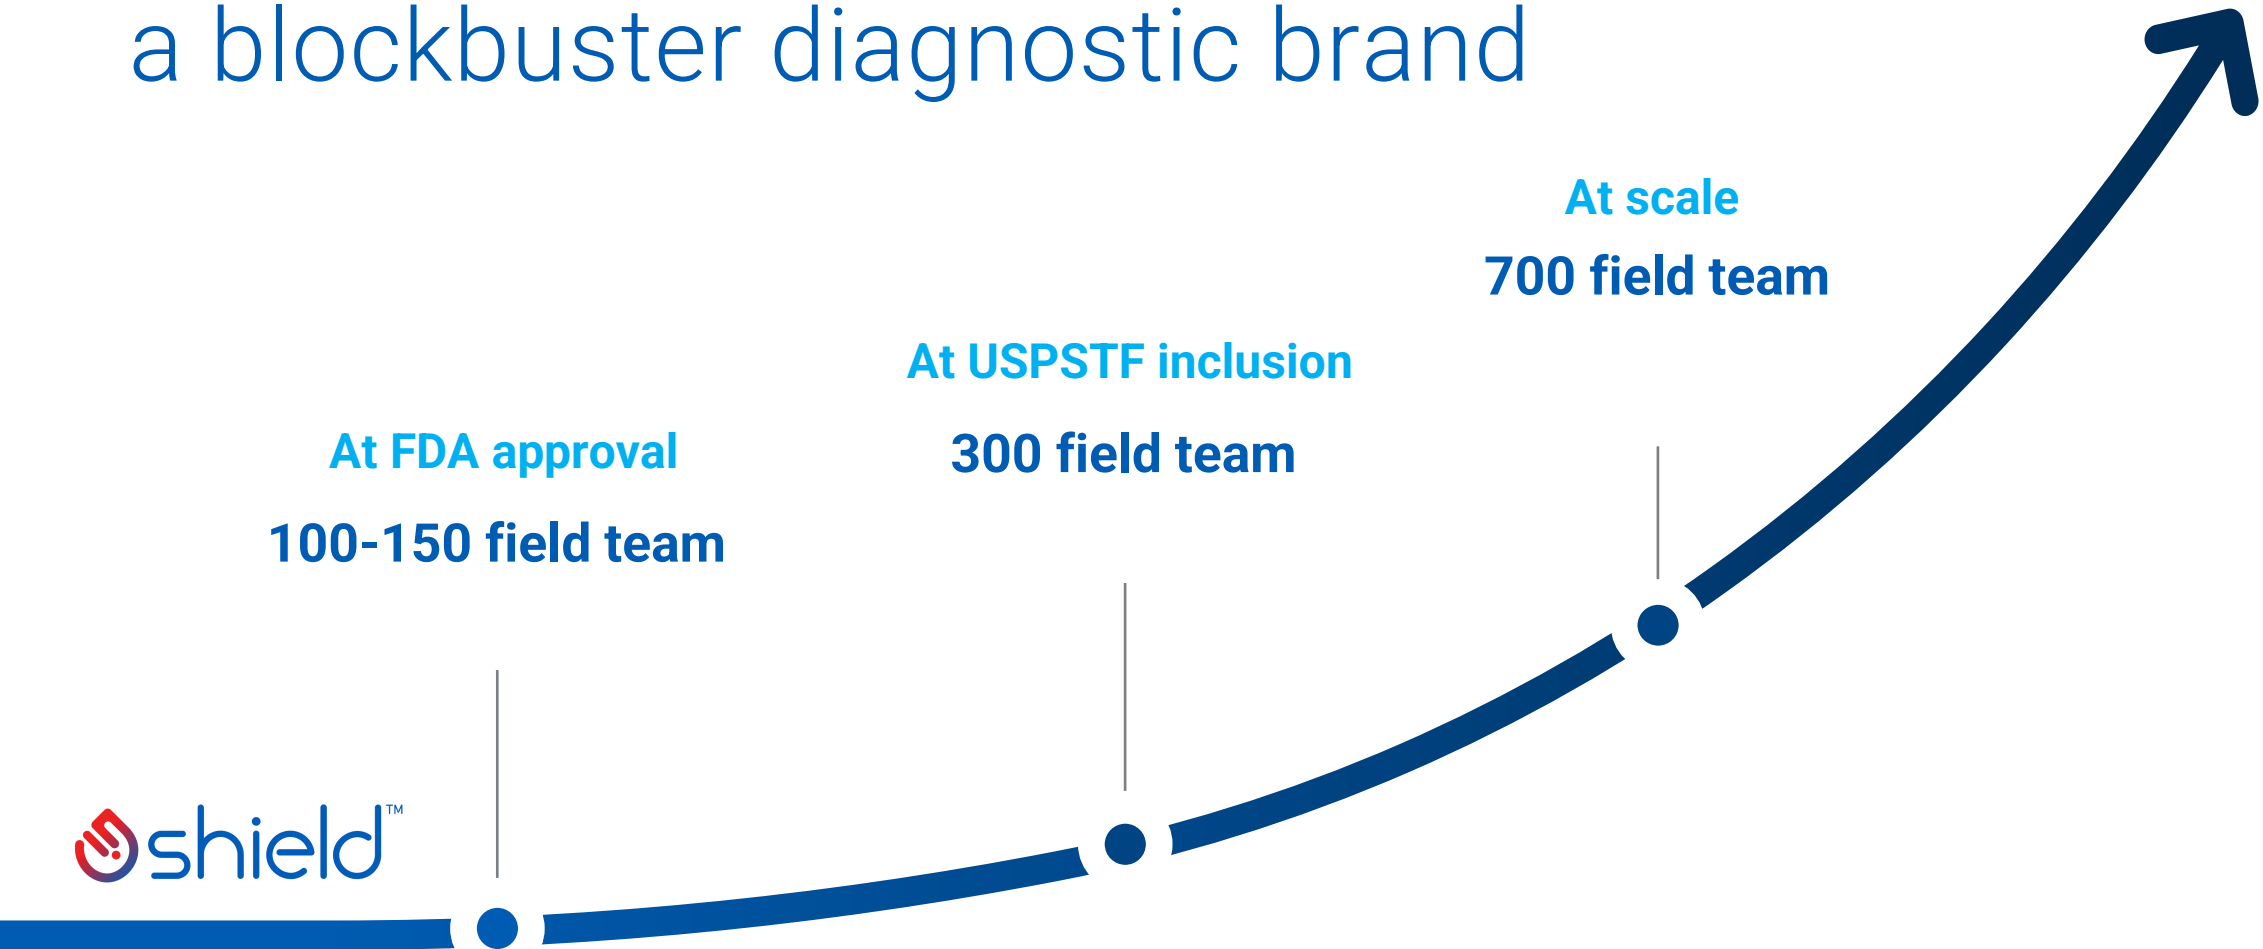 a blockbuster diagnostic brand
At scale
700 field team
At USPSTF inclusion
300 field team
At FDA approval
100-150 field team
shield™